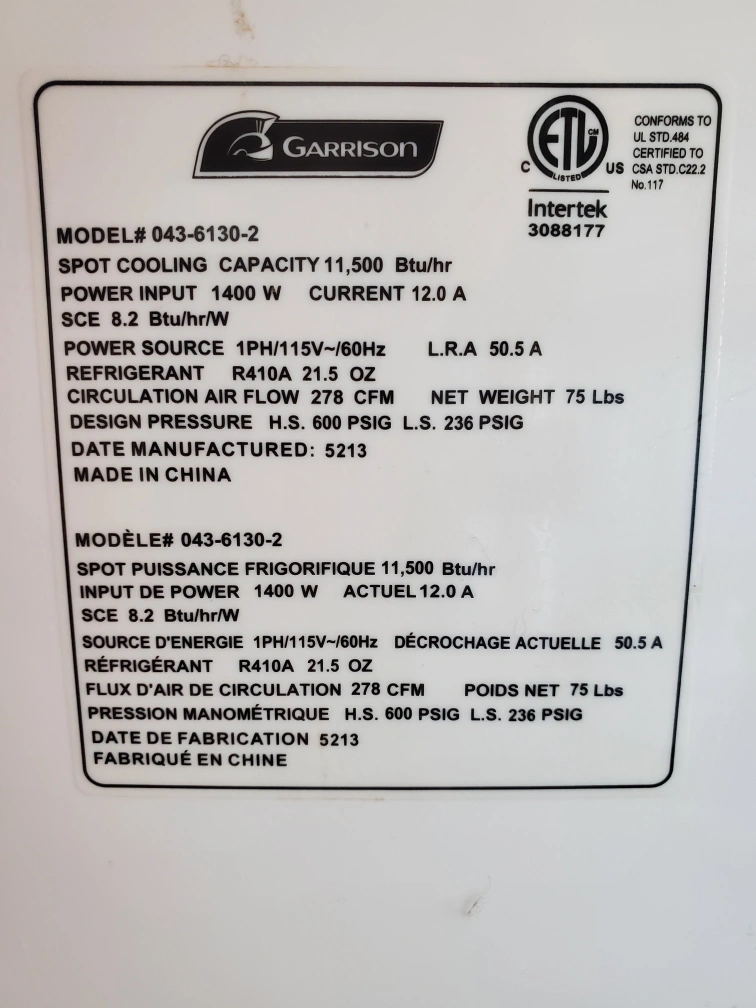 GARRISON
ETL CM
C LISTED US
Intertek
3088177
CONFORMS TO
UL STD.484
CERTIFIED TO
CSA STD.C22.2
No.117
MODEL# 043-6130-2
SPOT COOLING CAPACITY 11,500 Btu/hr
POWER INPUT 1400 W CURRENT 12.0 A
SCE 8.2 Btu/hr/W
POWER SOURCE 1PH/115V~/60Hz L.R.A 50.5 A
REFRIGERANT R410A 21.5 OZ
CIRCULATION AIR FLOW 278 CFM NET WEIGHT 75 Lbs
DESIGN PRESSURE H.S. 600 PSIG L.S. 236 PSIG
DATE MANUFACTURED: 5213
MADE IN CHINA
MODÈLE# 043-6130-2
SPOT PUISSANCE FRIGORIFIQUE 11,500 Btu/hr
INPUT DE POWER 1400 W ACTUEL 12.0 A
SCE 8.2 Btu/hr/W
SOURCE D'ENERGIE 1PH/115V~/60Hz DÉCROCHAGE ACTUELLE 50.5 A
RÉFRIGÉRANT R410A 21.5 OZ
FLUX D'AIR DE CIRCULATION 278 CFM POIDS NET 75 Lbs
PRESSION MANOMÉTRIQUE H.S. 600 PSIG L.S. 236 PSIG
DATE DE FABRICATION 5213
FABRIQUÉ EN CHINE